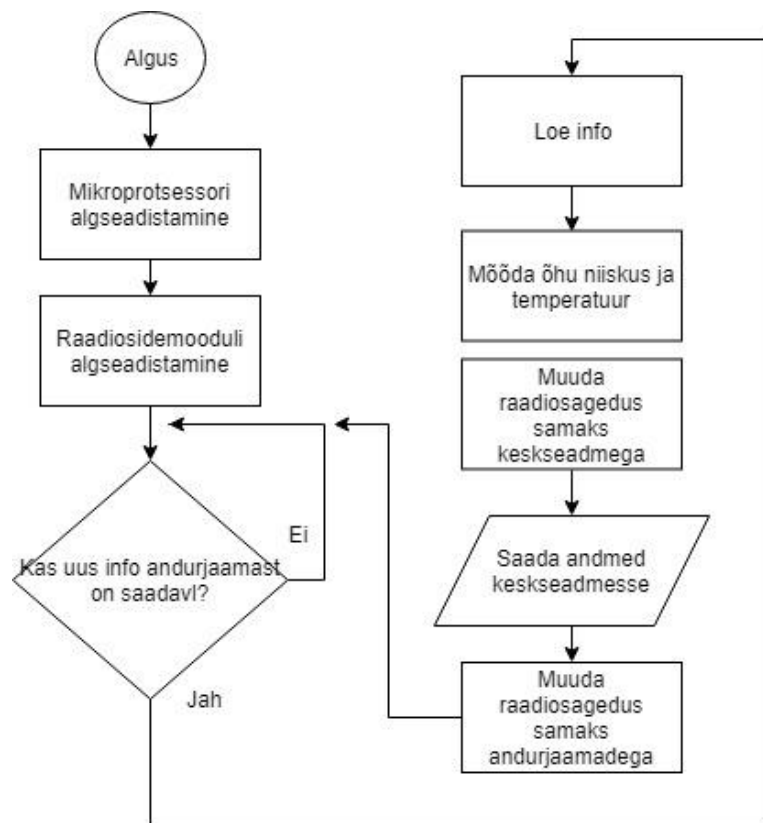 Algus
Mikroprotsessori
algseadistamine
Raadiosidemooduli
algseadistamine
Kas uus info andurjaamast
on saadavl?
Ei
Jah
Loe info
Mõõda õhu niiskus ja
temperatuur
Muuda
raadiosagedus
samaks
keskseadmega
Saada andmed
keskseadmesse
Muuda
raadiosagedus
samaks
andurjaamadega